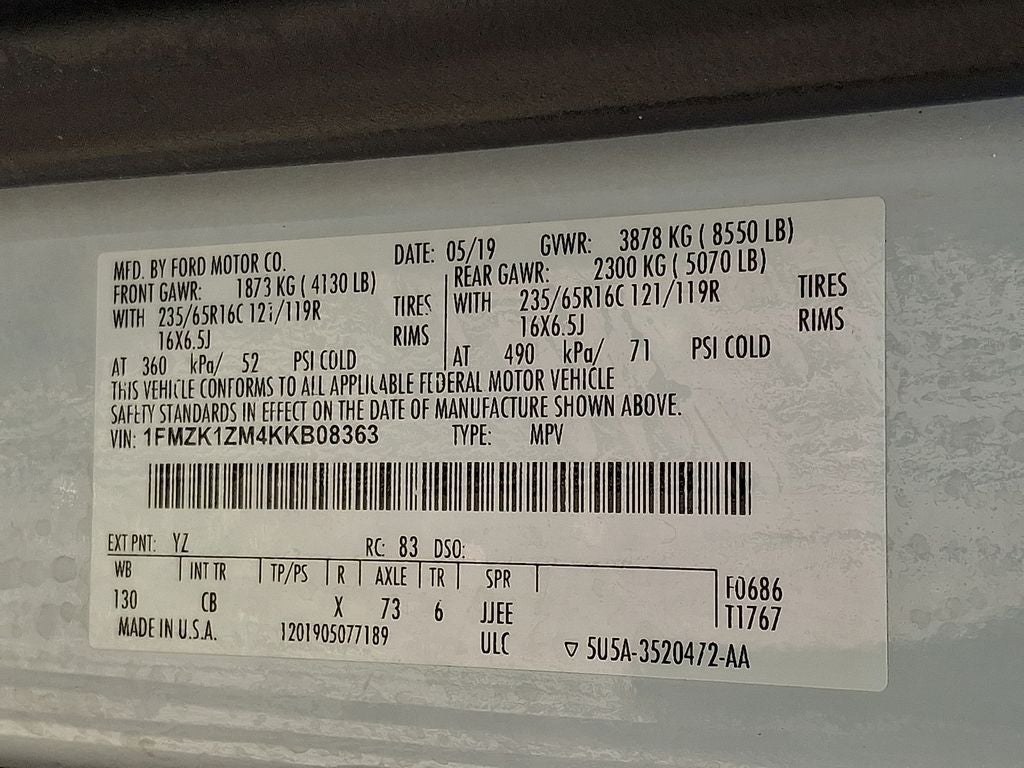 MFD. BY FORD MOTOR CO. DATE: 05/19 GVWR: 3878 KG ( 8550 LB)
FRONT GAWR: 1873 KG ( 4130 LB) REAR GAWR: 2300 KG ( 5070 LB)
WITH 235/65R16C 121/119R TIRES WITH 235/65R16C 121/119R TIRES
16X6.5J RIMS 16X6.5J RIMS
AT 360 kPa/ 52 PSI COLD AT 490 kPa/ 71 PSI COLD
THIS VEHICLE CONFORMS TO ALL APPLICABLE FEDERAL MOTOR VEHICLE
SAFETY STANDARDS IN EFFECT ON THE DATE OF MANUFACTURE SHOWN ABOVE.
VIN: 1FMZK1ZM4KKB08363 TYPE: MPV
EXT PNT: YZ RC: 83 DSO:
WB INT TR TP/PS R AXLE TR SPR F0686
130 CB X 73 6 JJEE T1767
MADE IN U.S.A. 1201905077189 ULC ▽ 5U5A-3520472-AA